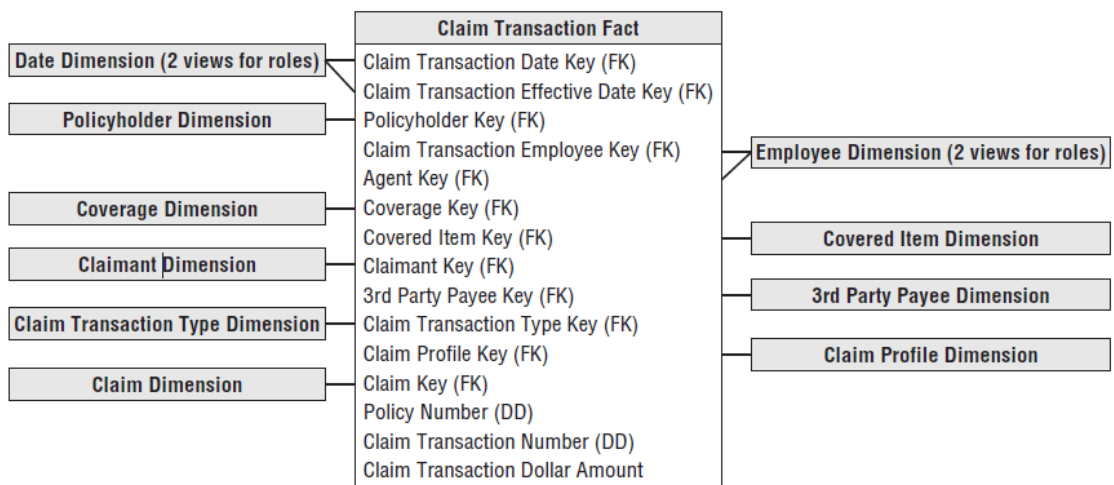 Claim Transaction Fact
Date Dimension (2 views for roles)
Claim Transaction Date Key (FK)
Claim Transaction Effective Date Key (FK)
Policyholder Dimension
Policyholder Key (FK)
Claim Transaction Employee Key (FK)
Employee Dimension (2 views for roles)
Agent Key (FK)
Coverage Dimension
Coverage Key (FK)
Covered Item Key (FK)
Covered Item Dimension
Claimant Dimension
Claimant Key (FK)
3rd Party Payee Key (FK)
3rd Party Payee Dimension
Claim Transaction Type Dimension
Claim Transaction Type Key (FK)
Claim Profile Key (FK)
Claim Profile Dimension
Claim Dimension
Claim Key (FK)
Policy Number (DD)
Claim Transaction Number (DD)
Claim Transaction Dollar Amount